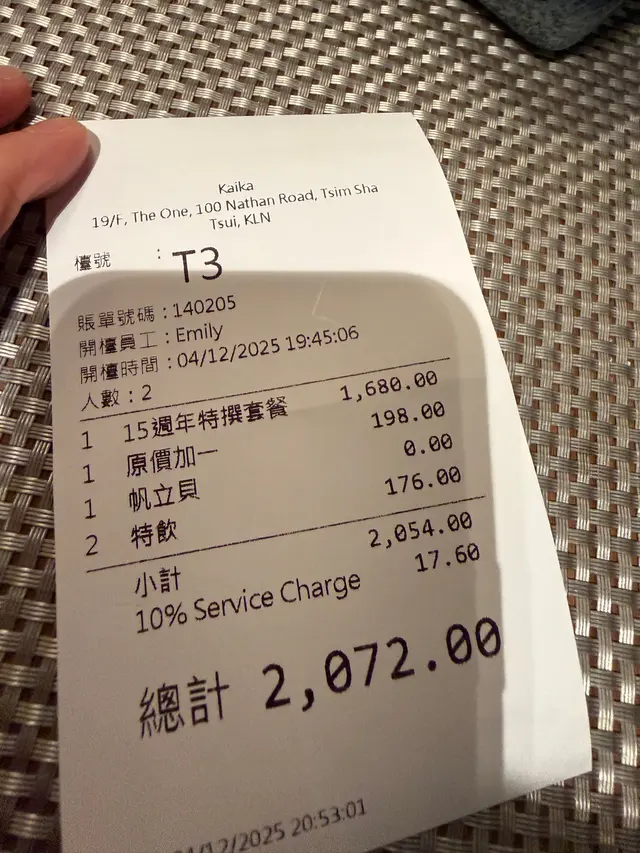 Kaika
19/F, The One, 100 Nathan Road, Tsim Sha
Tsui, KLN
檯號 : T3
賬單號碼 : 140205
開檯員工 : Emily
開檯時間 : 04/12/2025 19:45:06
人數 : 2
1 15週年特撰套餐 1,680.00
1 原價加一 198.00
1 帆立貝 0.00
2 特飲 176.00
小計 2,054.00
10% Service Charge 17.60
總計 2,072.00
/12/2025 20:53:01